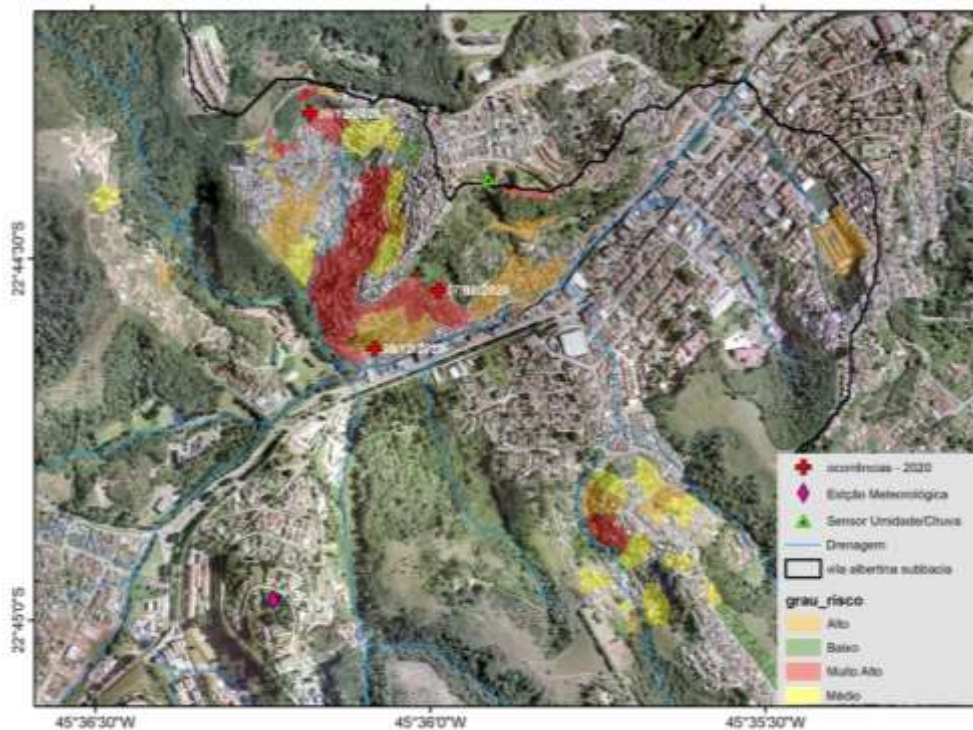 22°44'30"S
22°45'0"S
45°36'30"W
45°36'0"W
45°35'30"W
ocorrências - 2020
Estção Meteorológica
Sensor Umidade/Chuva
Drenagem
vila albertina subbacia
grau_risco
Alto
Baixo
Muito Alto
Médio